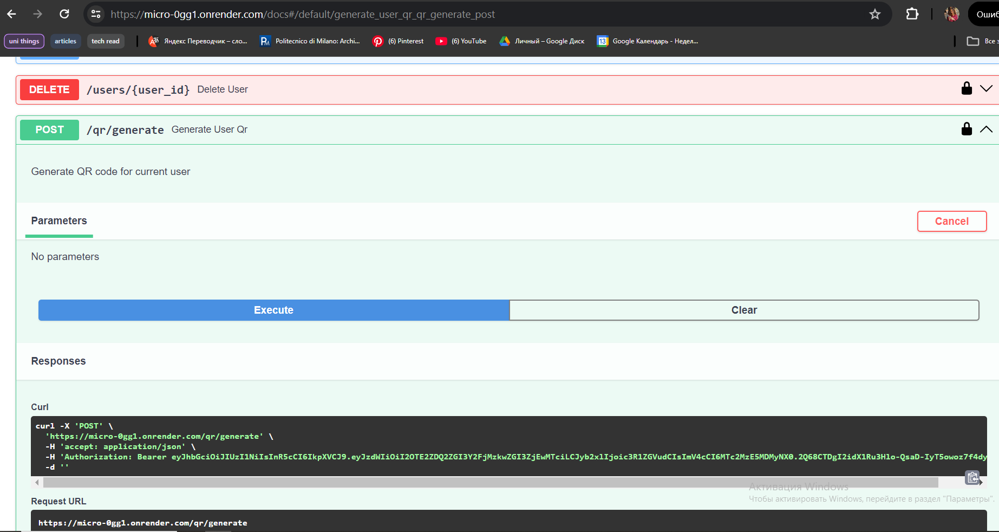 https://micro-0gg1.onrender.com/docs#/default/generate_user_qr_qr_generate_post
Ошиб
uni things
articles
tech read
Яндекс Переводчик – сло...
Politecnico di Milano: Archi...
(6) Pinterest
(6) YouTube
Личный – Google Диск
13
Google Календарь - Недел...
Все
DELETE /users/{user_id} Delete User
POST /qr/generate Generate User Qr
Generate QR code for current user
Parameters
Cancel
No parameters
Execute
Clear
Responses
Curl
curl -X 'POST' \
'https://micro-0gg1.onrender.com/qr/generate' \
-H 'accept: application/json' \
-H 'Authorization: Bearer eyJhbGciOiJIUzI1NiIsInR5cCI6IkpXVCJ9.eyJzdWIiOiI2OTE2ZDQ2ZGI3Y2FjMzkwZGI3ZjEwMTciLCJyb2xlIjoic3R1ZGVudCIsImV4cCI6MTc2MzE5MDMyNX0.2Q68CTDgI2idX1Ru3Hlo-QsaD-IyT5owoz7f4dy
-d ''
Активация Windows
Чтобы активировать Windows, перейдите в раздел "Параметры".
Request URL
https://micro-0gg1.onrender.com/qr/generate